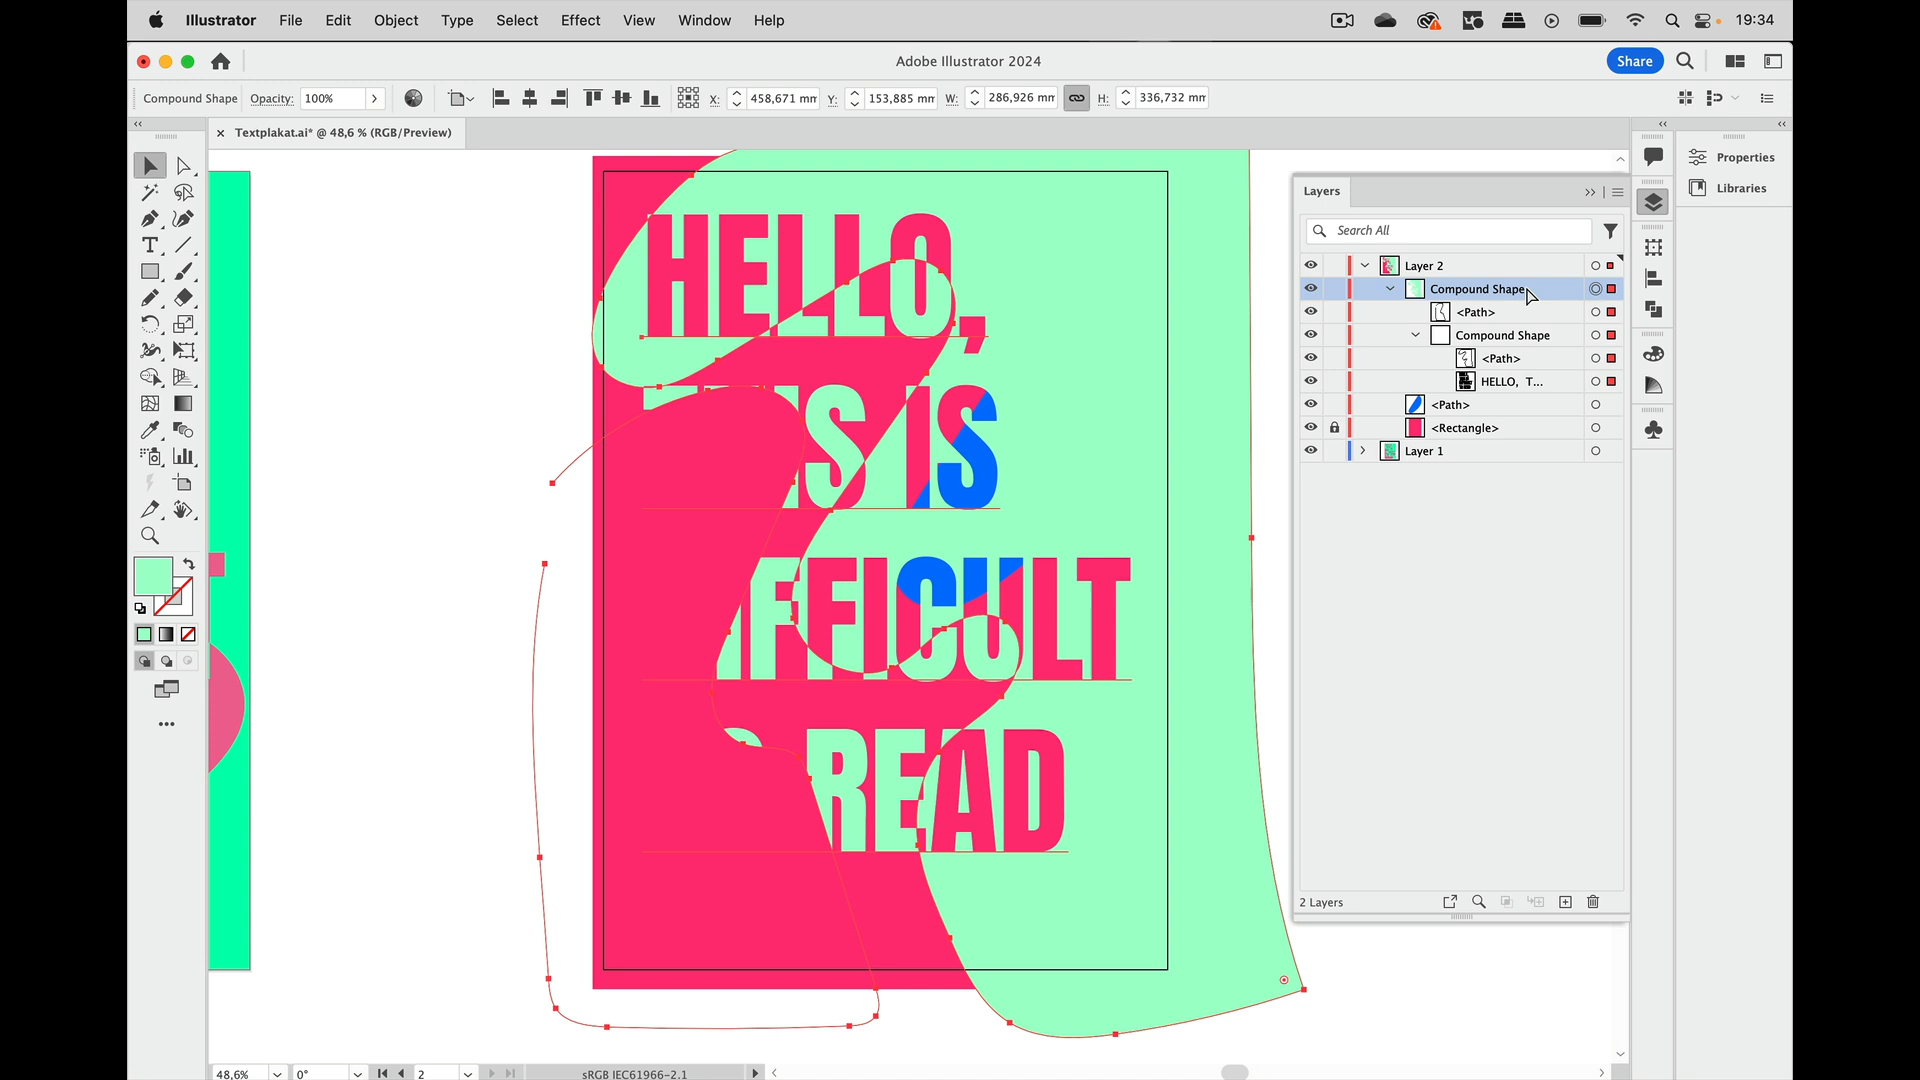 Illustrator File Edit Object Type Select Effect View Window Help 19:34
Adobe Illustrator 2024 Share
Compound Shape Opacity: 100% X: 458,671 mm Y: 153,885 mm W: 286,926 mm H: 336,732 mm
Textplakat.ai* @ 48,6 % (RGB/Preview)
Properties
Libraries
Layers
Search All
Layer 2
Compound Shape
<Path>
Compound Shape
<Path>
HELLO, T...
<Path>
<Rectangle>
Layer 1
2 Layers
HELLO,
IS IS
IFFICULT
READ
48,6% 0° 2 sRGB IEC61966-2.1